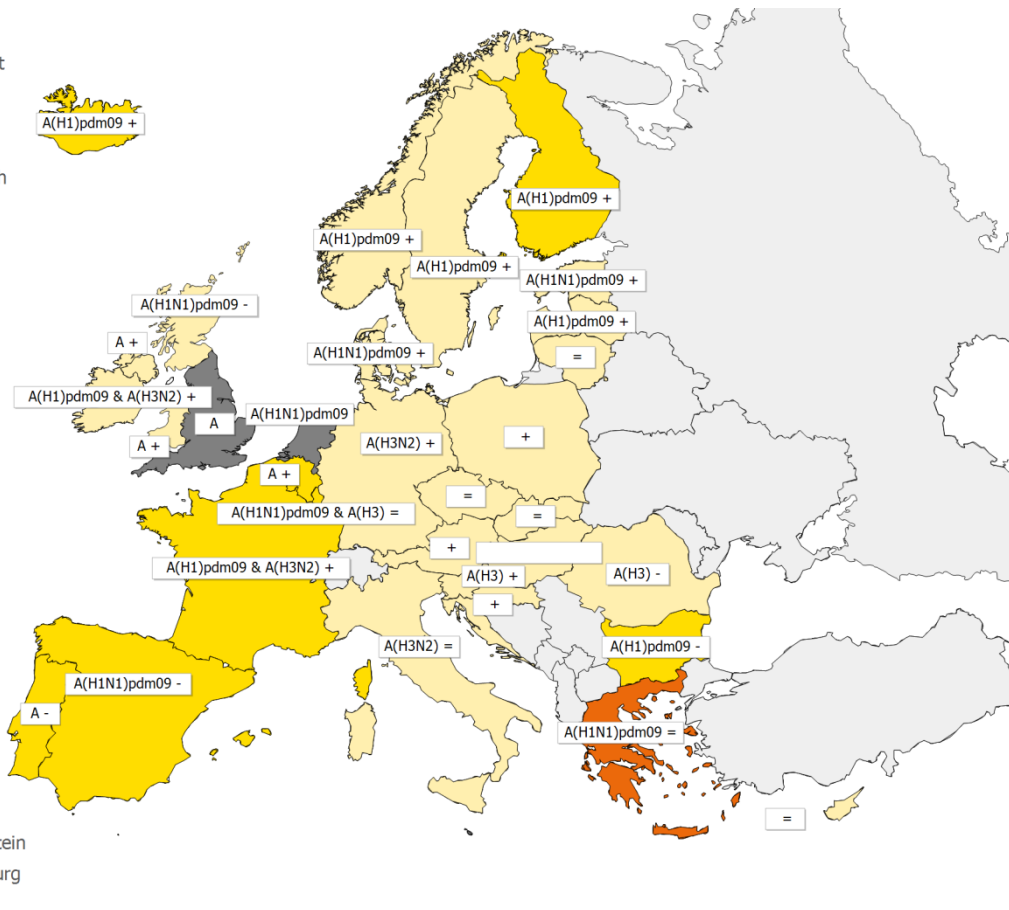 t
A(H1)pdm09 +
n
A(H1)pdm09 +
A(H1)pdm09 +
A(H1)pdm09 +
A(H1N1)pdm09 +
A(H1N1)pdm09 -
A(H1)pdm09 +
A +
A(H1N1)pdm09 +
=
A(H1)pdm09 & A(H3N2) +
A(H1N1)pdm09
A
A(H3N2) +
+
A +
A +
=
A(H1N1)pdm09 & A(H3) =
=
+
A(H1)pdm09 & A(H3N2) +
A(H3) +
A(H3) -
+
A(H3N2) =
A(H1)pdm09 -
A(H1N1)pdm09 -
A -
A(H1N1)pdm09 =
=
ein
urg